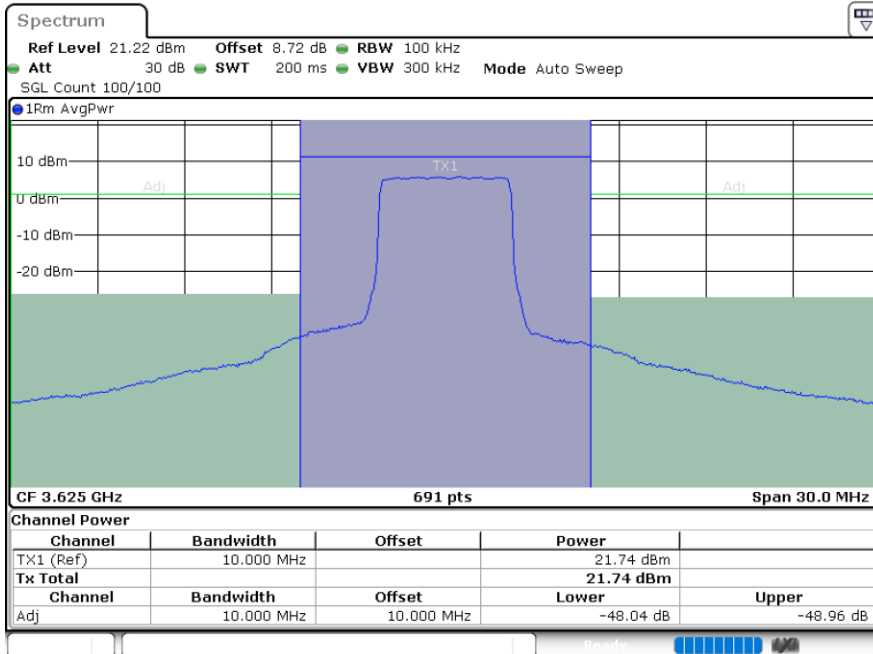 Spectrum
Ref Level 21.22 dBm Offset 8.72 dB RBW 100 kHz
Att 30 dB SWT 200 ms VBW 300 kHz Mode Auto Sweep
SGL Count 100/100
1Rm AvgPwr
10 dBm
TX1
Adj Adj
0 dBm
-10 dBm
-20 dBm
CF 3.625 GHz 691 pts Span 30.0 MHz
Channel Power
Channel Bandwidth Offset Power
TX1 (Ref) 10.000 MHz 21.74 dBm
Tx Total 21.74 dBm
Channel Bandwidth Offset Lower Upper
Adj 10.000 MHz 10.000 MHz -48.04 dB -48.96 dB
Ready